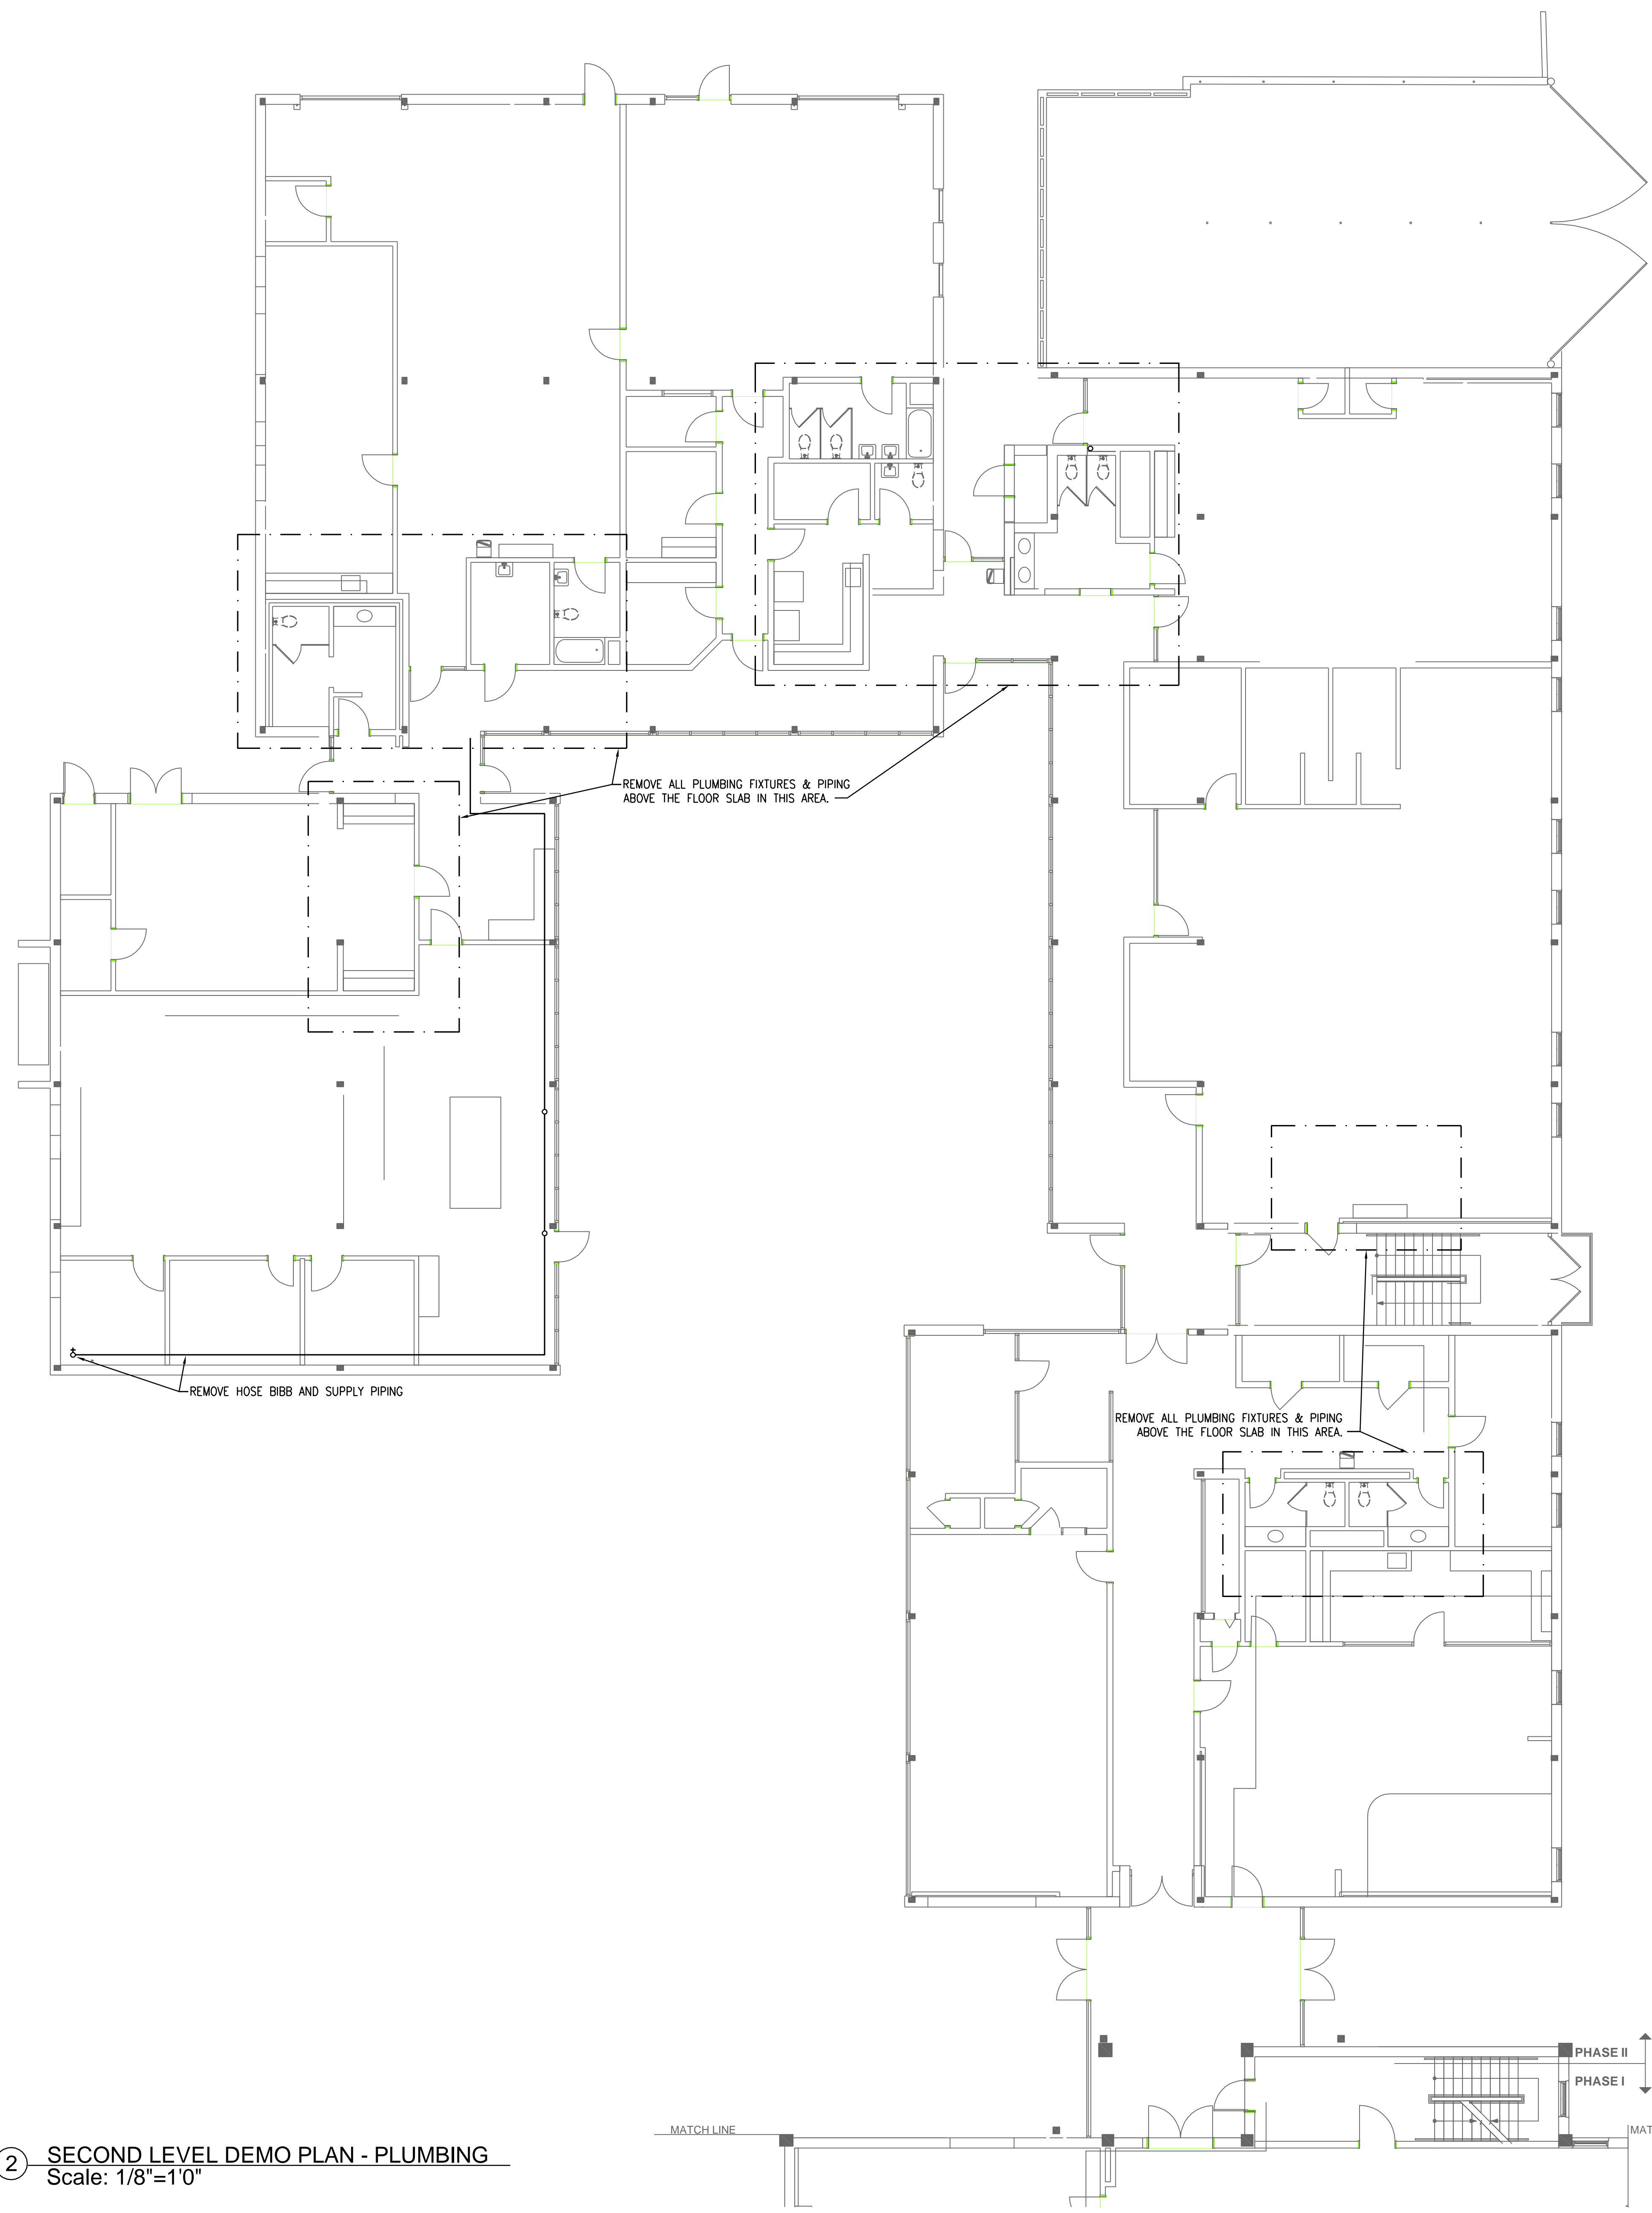 REMOVE ALL PLUMBING FIXTURES & PIPING
ABOVE THE FLOOR SLAB IN THIS AREA.
REMOVE HOSE BIBB AND SUPPLY PIPING
REMOVE ALL PLUMBING FIXTURES & PIPING
ABOVE THE FLOOR SLAB IN THIS AREA.
PHASE II
PHASE I
MATCH LINE
MAT
2
SECOND LEVEL DEMO PLAN - PLUMBING
Scale: 1/8"=1'0"